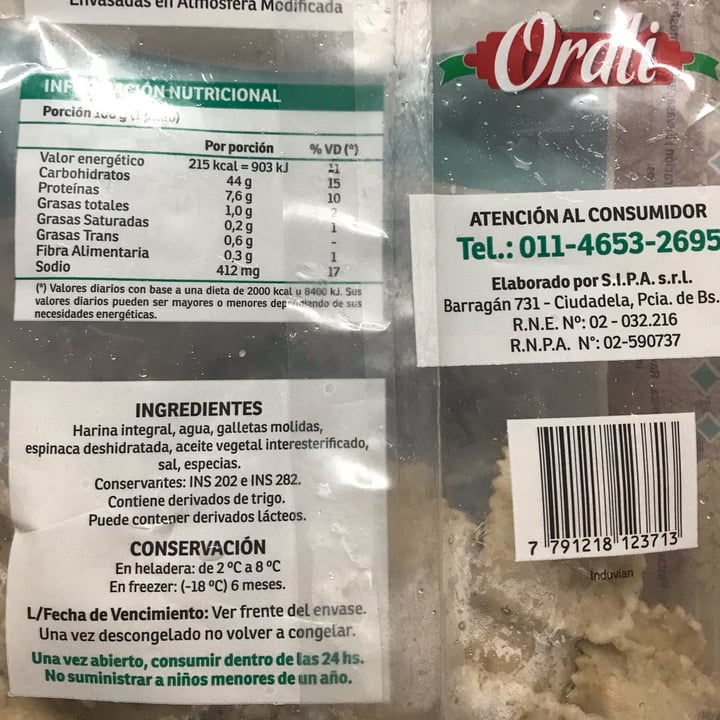 Envasadas en Atmósfera Modificada
INFORMACIÓN NUTRICIONAL
Porción 100 g
Por porción % VD (*)
Valor energético 215 kcal = 903 kJ 11
Carbohidratos 44 g 15
Proteínas 7,6 g 10
Grasas totales 1,0 g 2
Grasas Saturadas 0,2 g 1
Grasas Trans 0,6 g -
Fibra Alimentaria 0,3 g 1
Sodio 412 mg 17
(*) Valores diarios con base a una dieta de 2000 kcal u 8400 kJ. Sus
valores diarios pueden ser mayores o menores dependiendo de sus
necesidades energéticas.
INGREDIENTES
Harina integral, agua, galletas molidas,
espinaca deshidratada, aceite vegetal interesterificado,
sal, especias.
Conservantes: INS 202 e INS 282.
Contiene derivados de trigo.
Puede contener derivados lácteos.
CONSERVACIÓN
En heladera: de 2 ºC a 8 ºC
En freezer: (-18 ºC) 6 meses.
L/Fecha de Vencimiento: Ver frente del envase.
Una vez descongelado no volver a congelar.
Una vez abierto, consumir dentro de las 24 hs.
No suministrar a niños menores de un año.
Orali
ATENCIÓN AL CONSUMIDOR
Tel.: 011-4653-2695
Elaborado por S.I.P.A. s.r.l.
Barragán 731 - Ciudadela, Pcia. de Bs.
R.N.E. Nº: 02 - 032.216
R.N.P.A. N°: 02-590737
7 791218 123713
Induvian